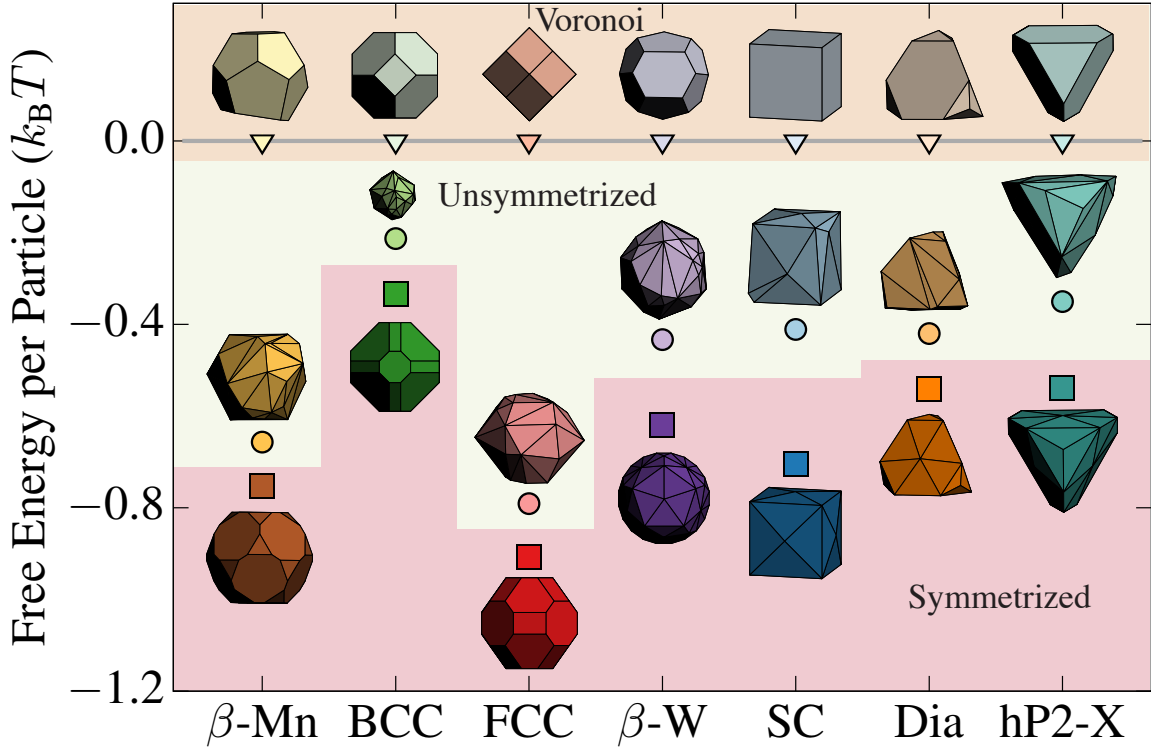 Free Energy per Particle (k_B T)
Voronoi
0.0
Unsymmetrized
−0.4
−0.8
Symmetrized
−1.2
β-Mn BCC FCC β-W SC Dia hP2-X